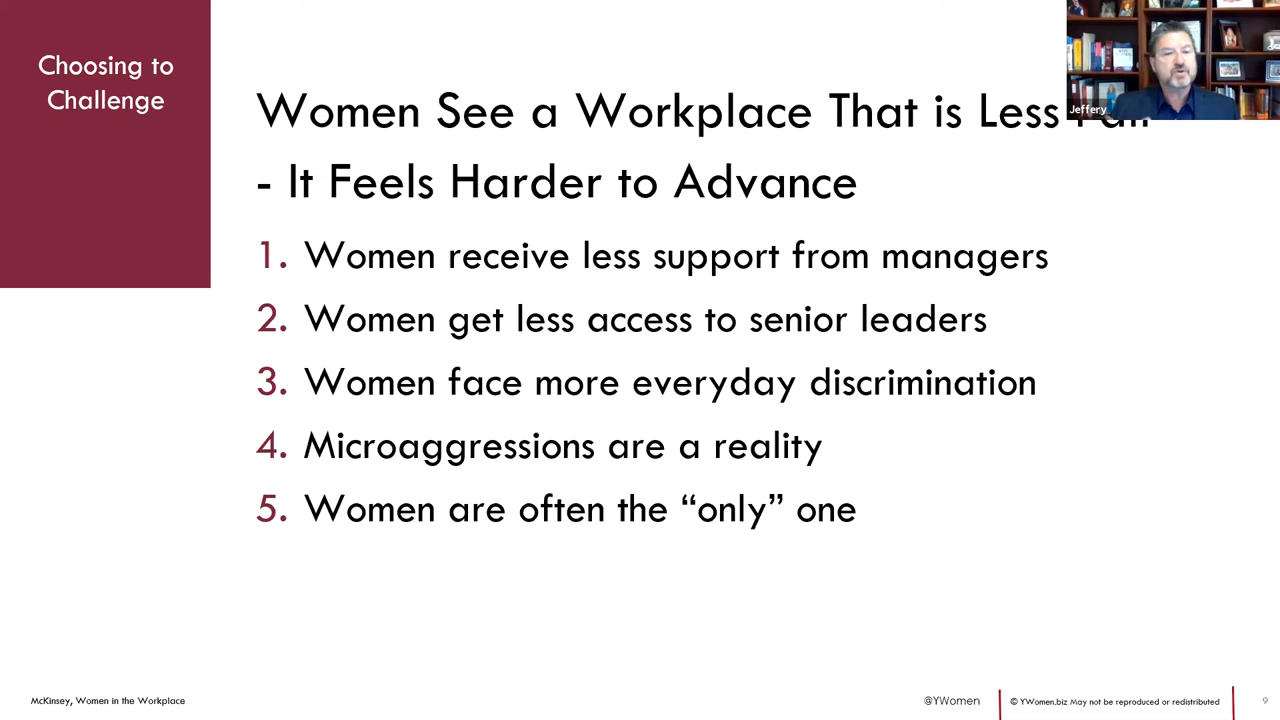 Choosing to
Challenge
Women See a Workplace That is Less
- It Feels Harder to Advance
1. Women receive less support from managers
2. Women get less access to senior leaders
3. Women face more everyday discrimination
4. Microaggressions are a reality
5. Women are often the “only” one
Jeffery
McKinsey, Women in the Workplace
@YWomen
© YWomen.biz May not be reproduced or redistributed
9